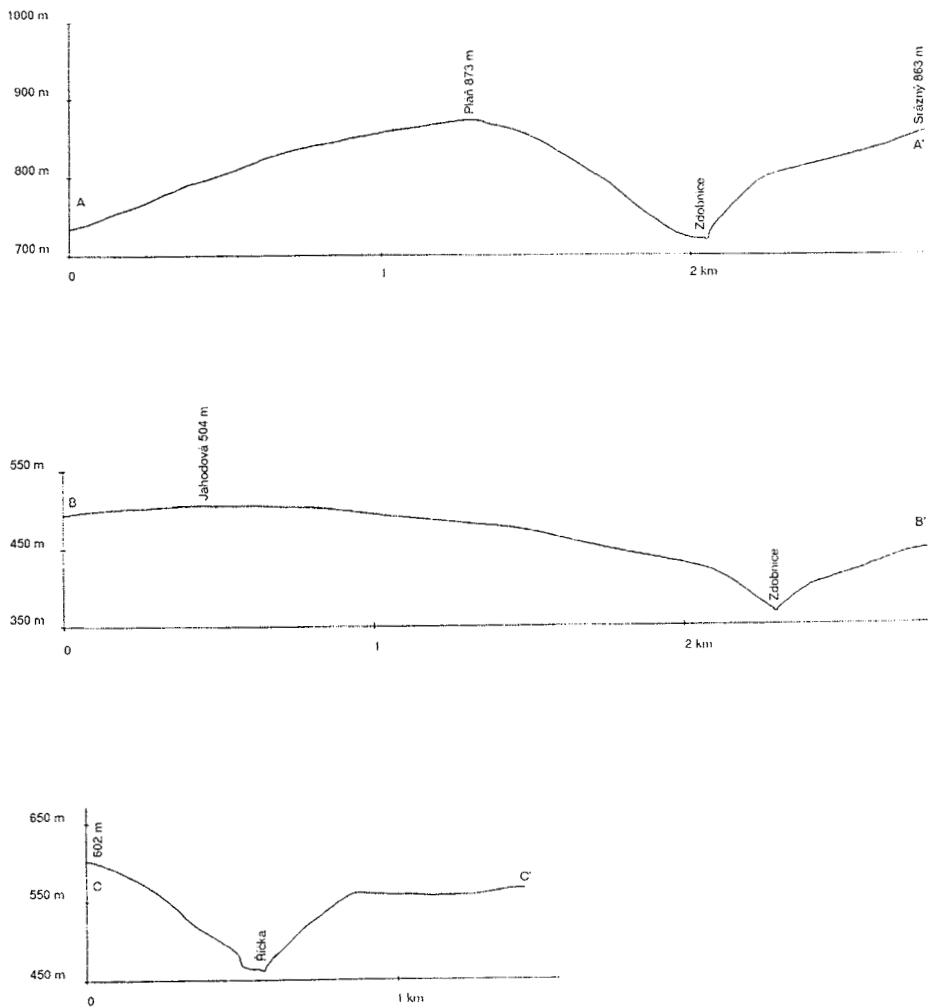 1000 m
Pláň 873 m
Srázný 863 m
900 m
A'
800 m
A
Zdobnice
700 m
0
1
2 km
Jahodová 504 m
550 m
B
B'
450 m
Zdobnice
350 m
0
1
2 km
650 m
602 m
C
C'
550 m
Říčka
450 m
0
1 km